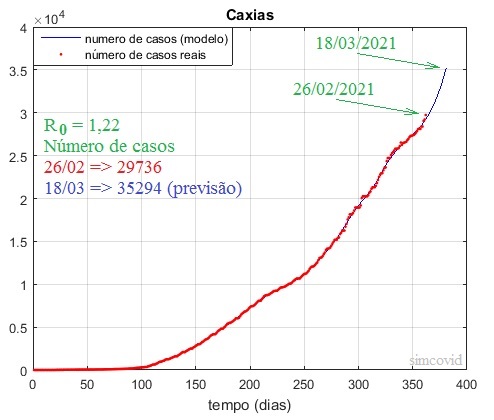 Caxias
× 10⁴
numero de casos (modelo)
número de casos reais
18/03/2021
26/02/2021
R0 = 1,22
Número de casos
26/02 => 29736
18/03 => 35294 (previsão)
4
3.5
3
2.5
2
1.5
1
0.5
0
simcovid
0 50 100 150 200 250 300 350 400
tempo (dias)